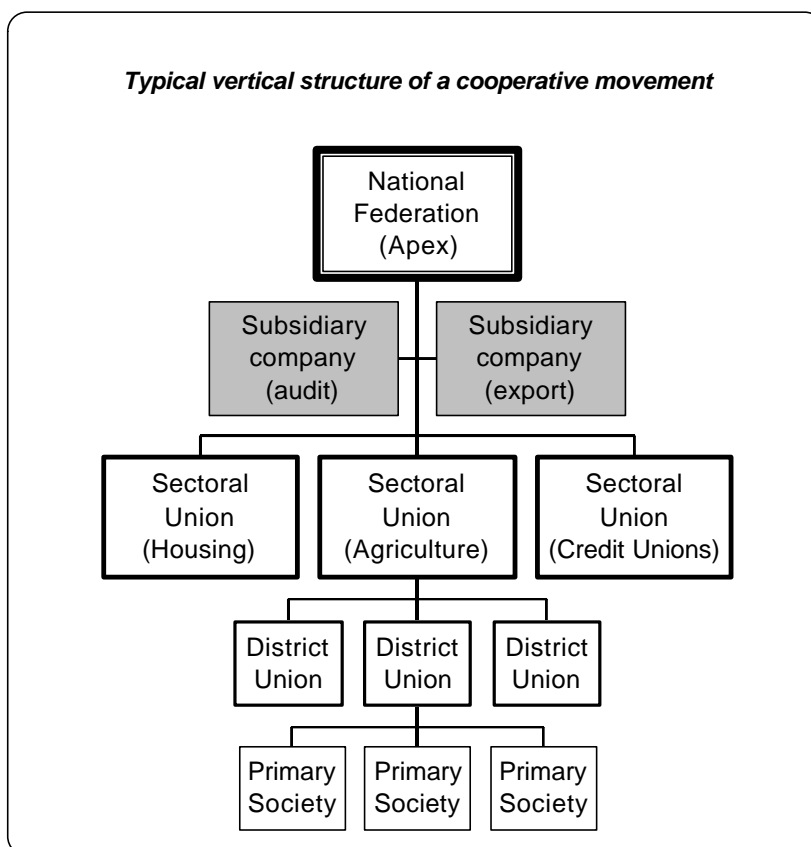 Typical vertical structure of a cooperative movement
National
Federation
(Apex)
Subsidiary
company
(audit)
Subsidiary
company
(export)
Sectoral
Union
(Housing)
Sectoral
Union
(Agriculture)
Sectoral
Union
(Credit Unions)
District
Union
District
Union
District
Union
Primary
Society
Primary
Society
Primary
Society